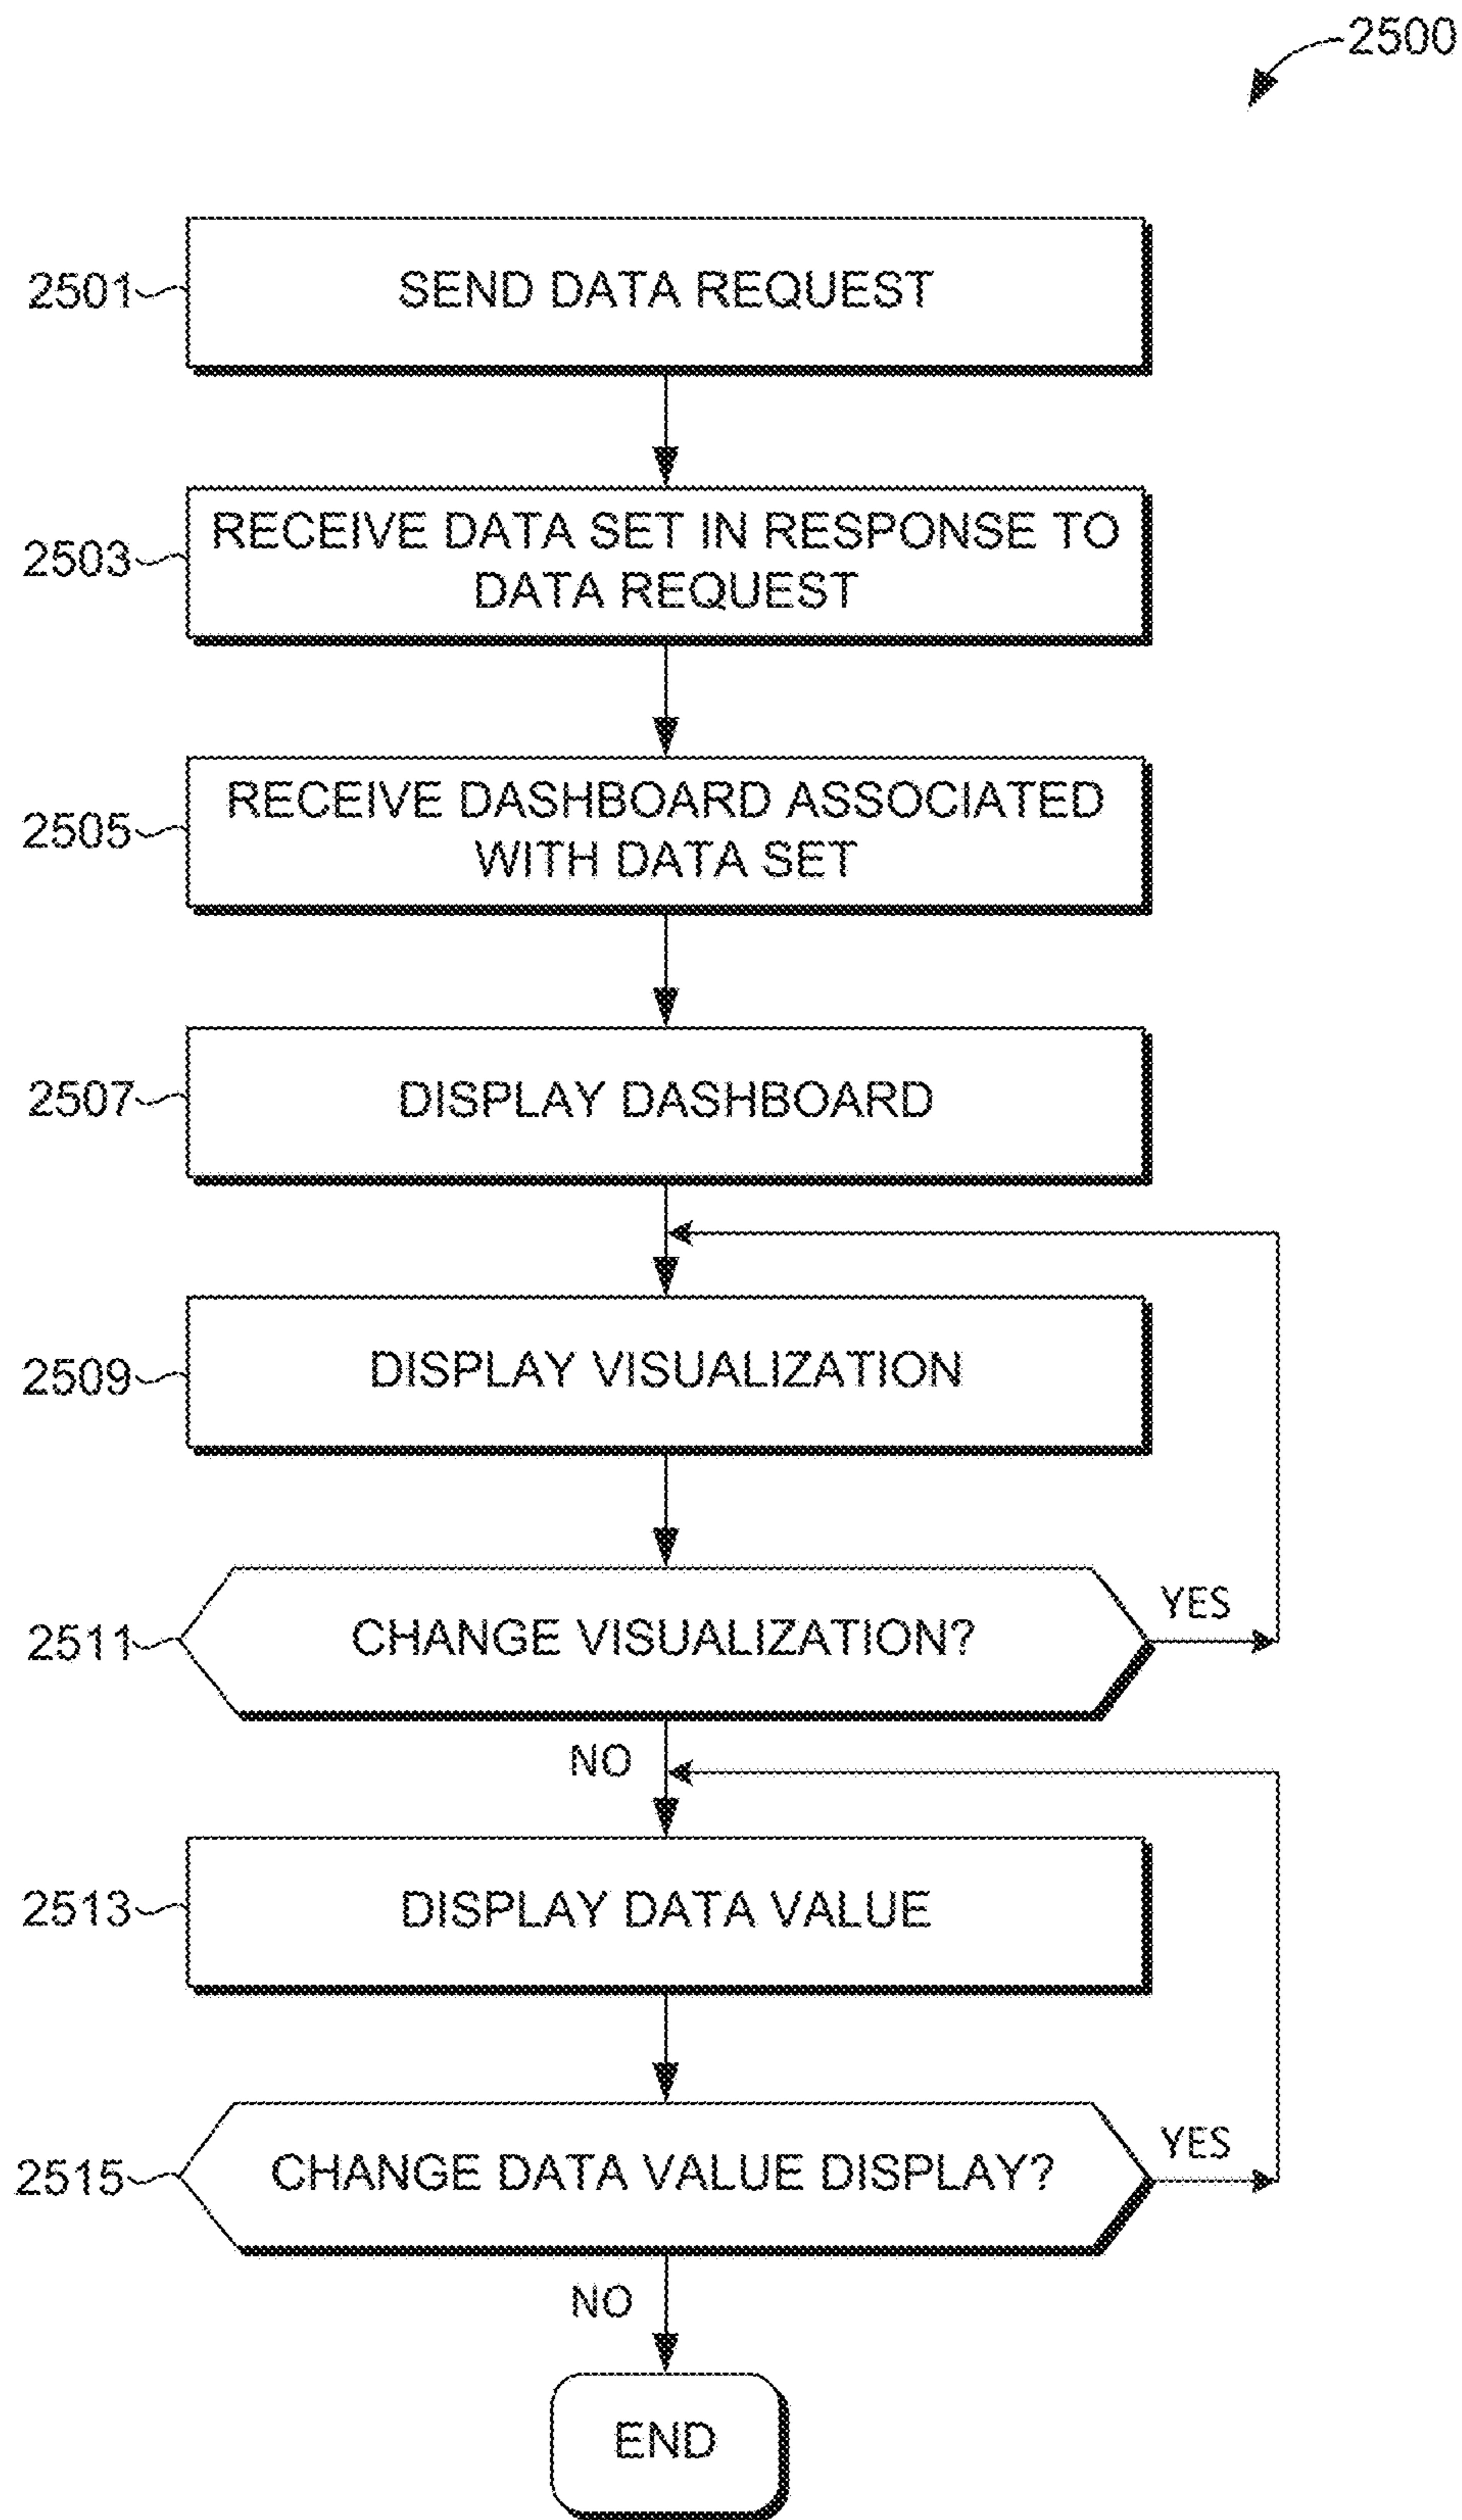 2500
2501
SEND DATA REQUEST
2503
RECEIVE DATA SET IN RESPONSE TO
DATA REQUEST
2505
RECEIVE DASHBOARD ASSOCIATED
WITH DATA SET
2507
DISPLAY DASHBOARD
2509
DISPLAY VISUALIZATION
2511
CHANGE VISUALIZATION?
YES
NO
2513
DISPLAY DATA VALUE
2515
CHANGE DATA VALUE DISPLAY?
YES
NO
END